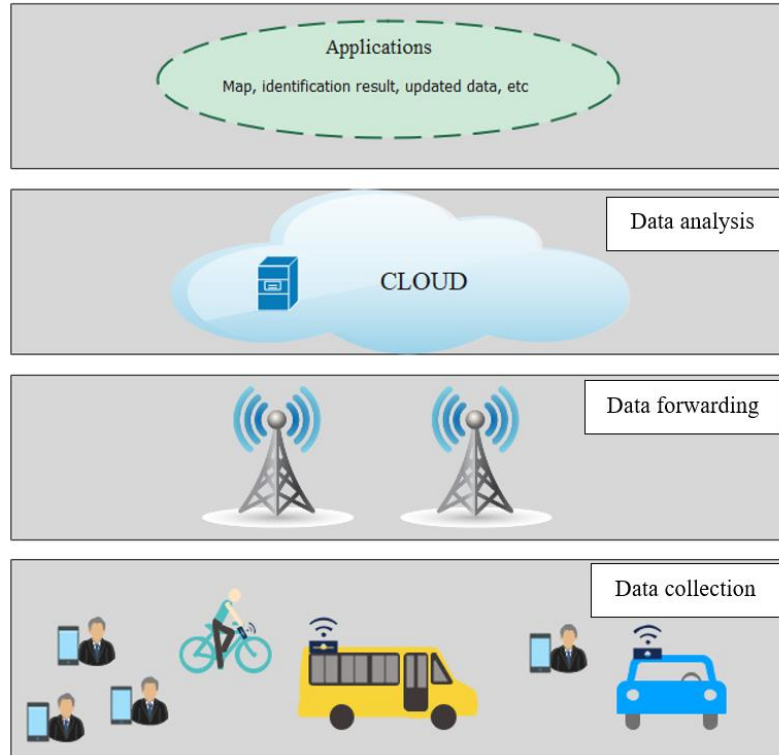 Applications
Map, identification result, updated data, etc
Data analysis
CLOUD
Data forwarding
Data collection